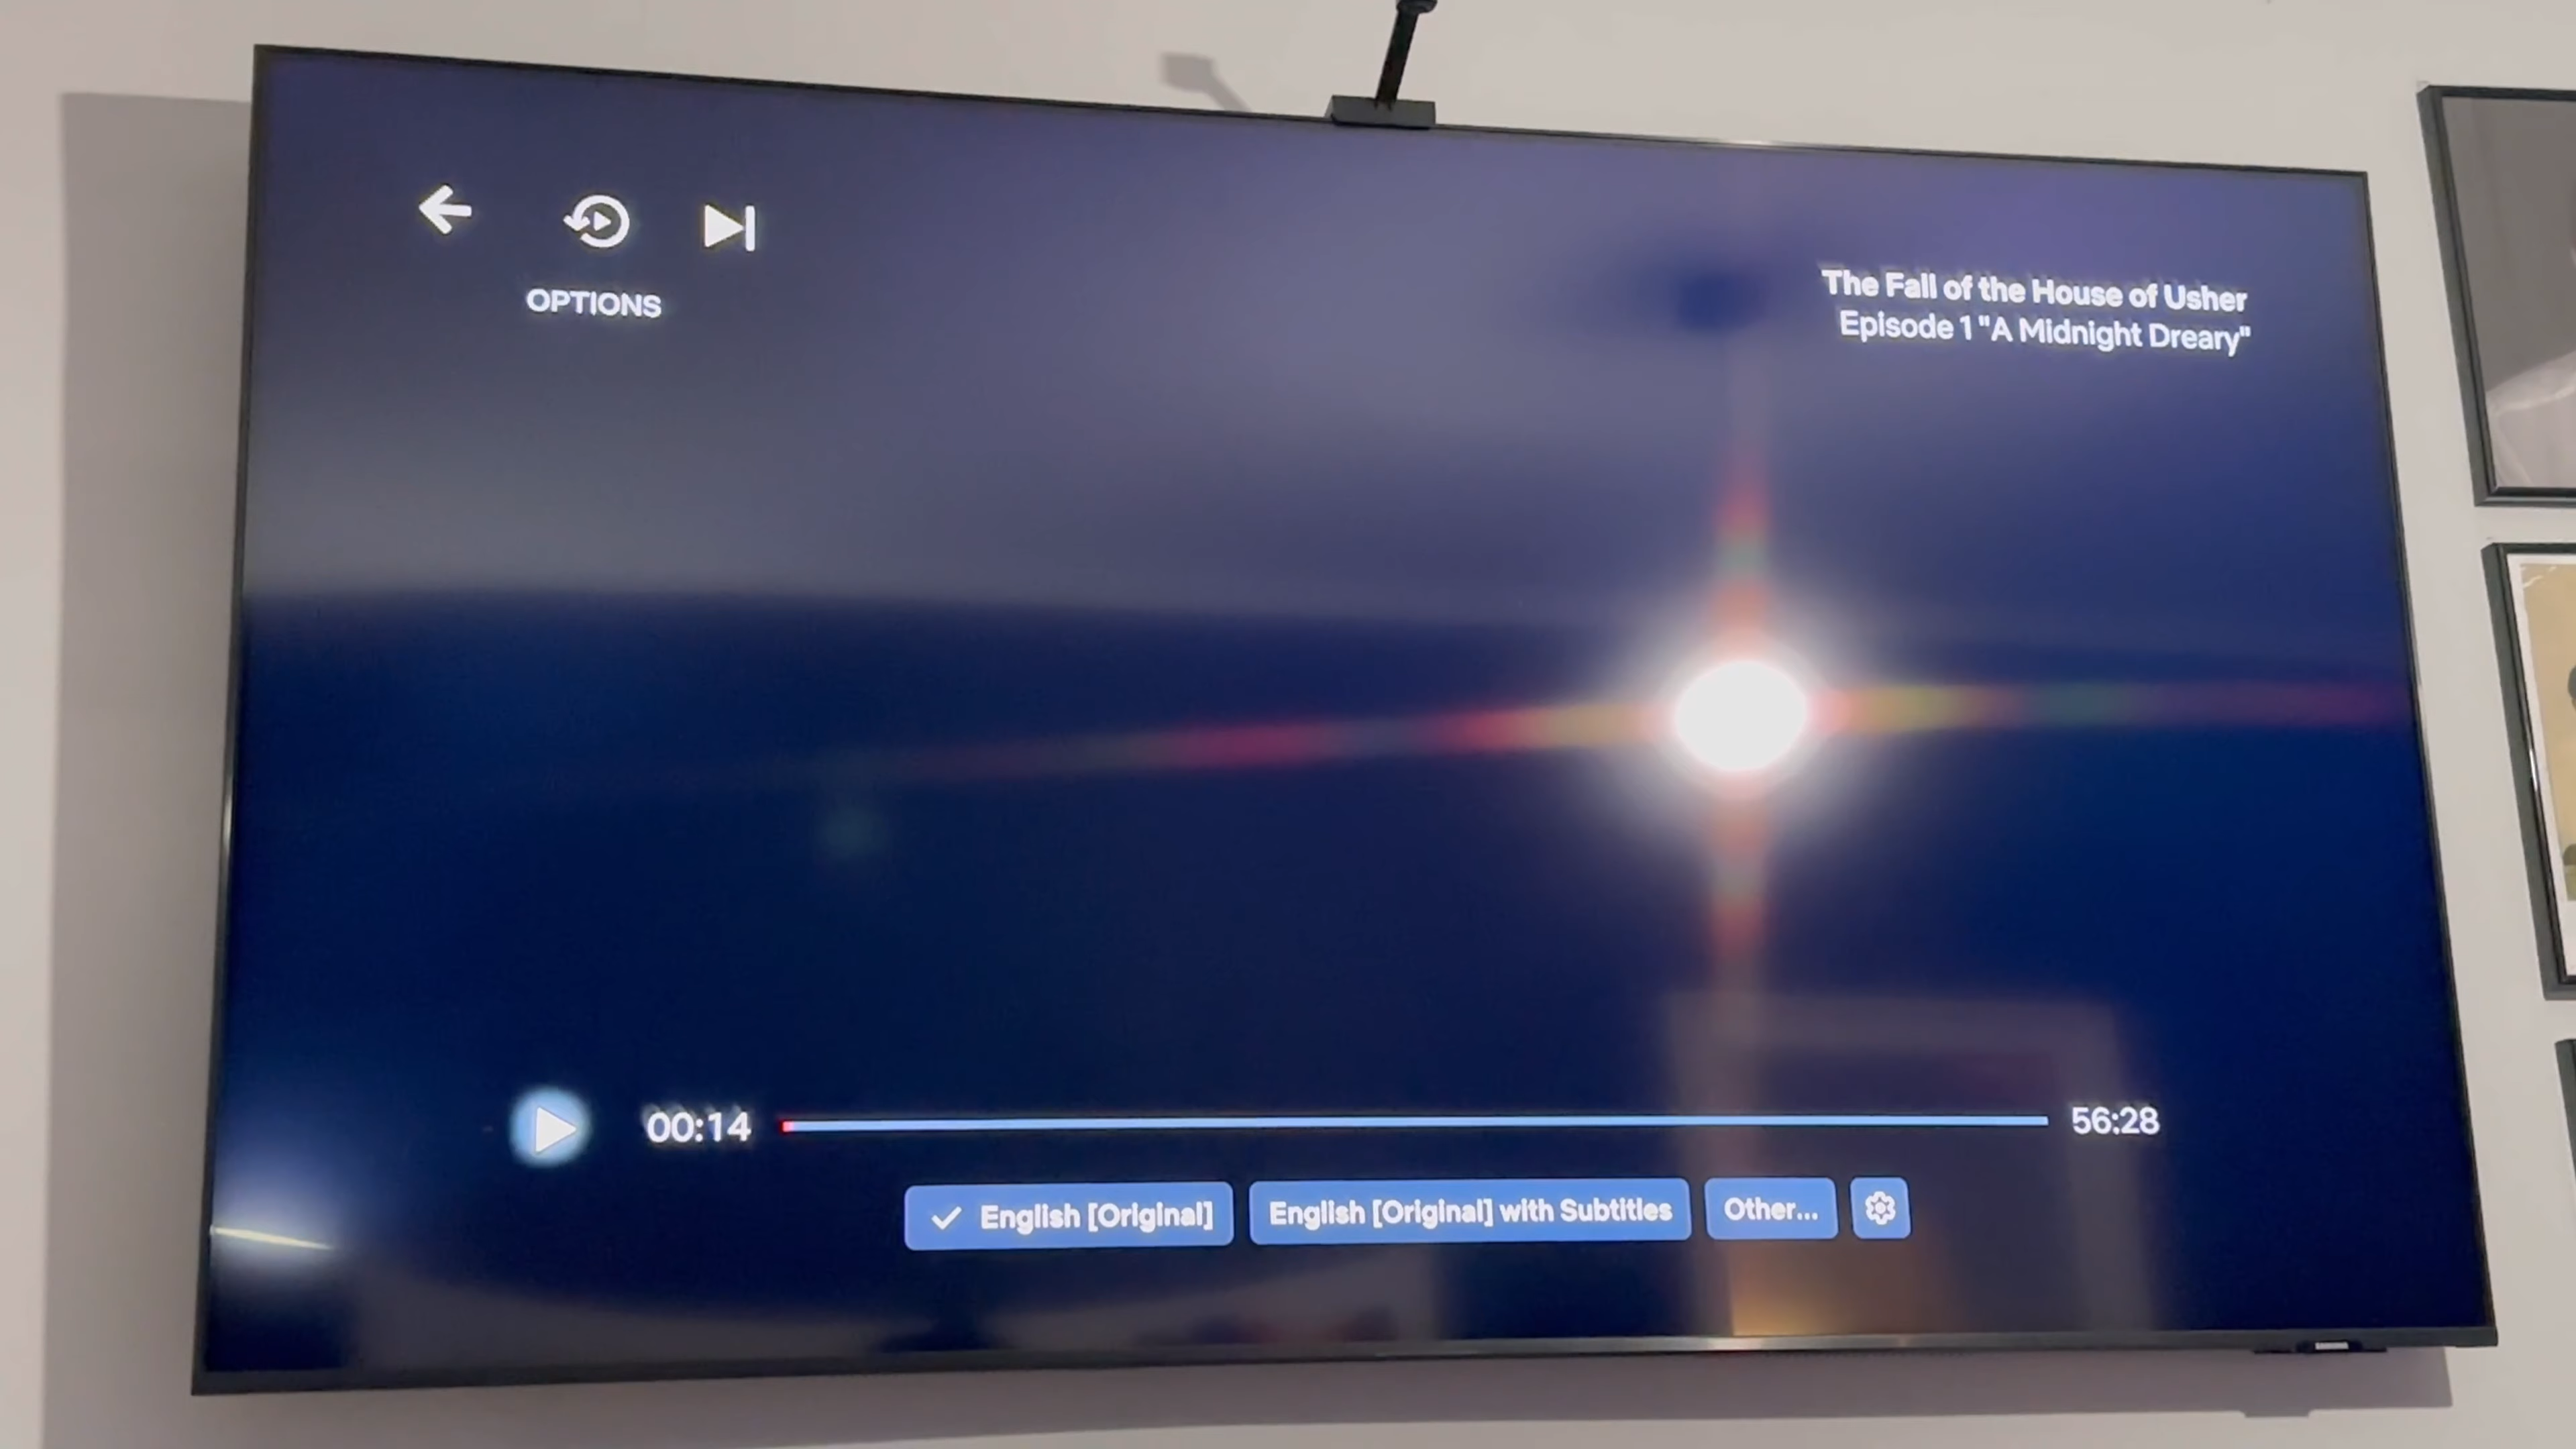 OPTIONS
The Fall of the House of Usher
Episode 1 "A Midnight Dreary"
00:14
56:28
English [Original]
English [Original] with Subtitles
Other...